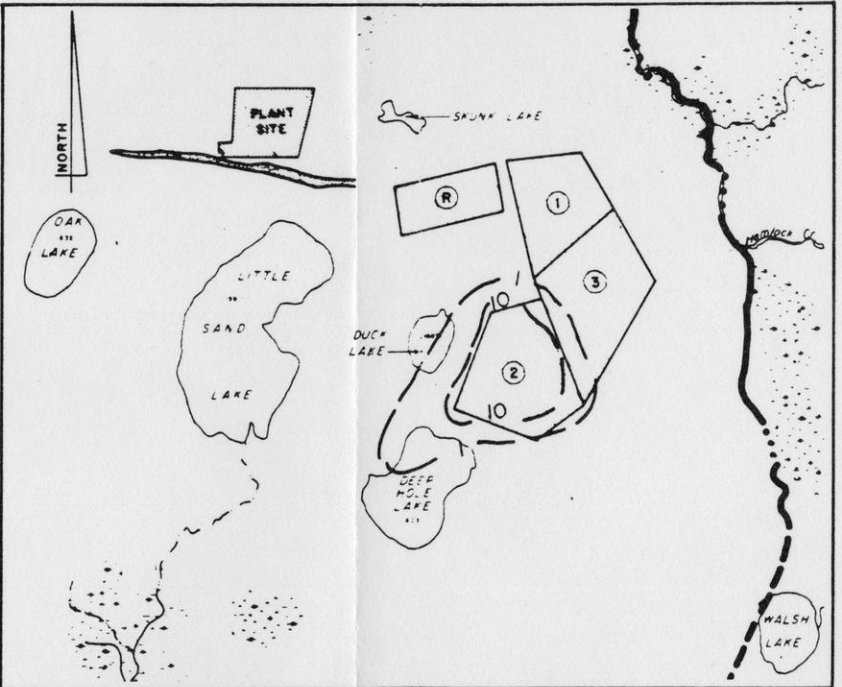 NORTH
PLANT
SITE
SKUNK LAKE
OAK
LAKE
R
1
Hemlock Cr
LITTLE
SAND
LAKE
3
1
10
DUCK
LAKE
2
10
DEEP
HOLE
LAKE
WALSH
LAKE